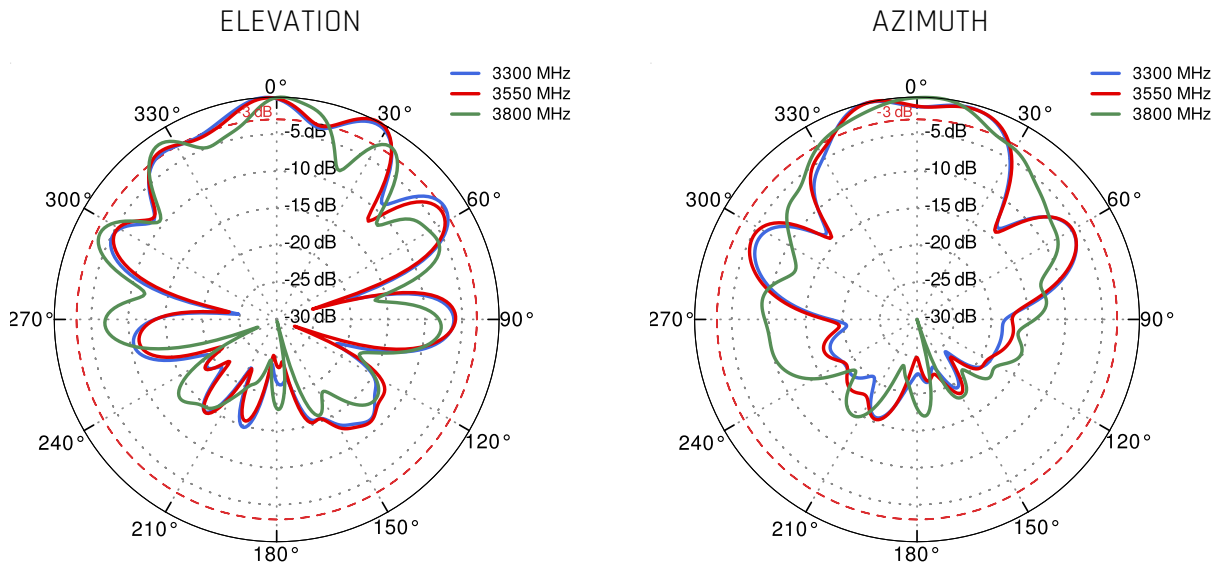 ELEVATION
3300 MHz
3550 MHz
3800 MHz
0°
30°
60°
90°
120°
150°
180°
210°
240°
270°
300°
330°
-3 dB
-5 dB
-10 dB
-15 dB
-20 dB
-25 dB
-30 dB
AZIMUTH
3300 MHz
3550 MHz
3800 MHz
0°
30°
60°
90°
120°
150°
180°
210°
240°
270°
300°
330°
-3 dB
-5 dB
-10 dB
-15 dB
-20 dB
-25 dB
-30 dB